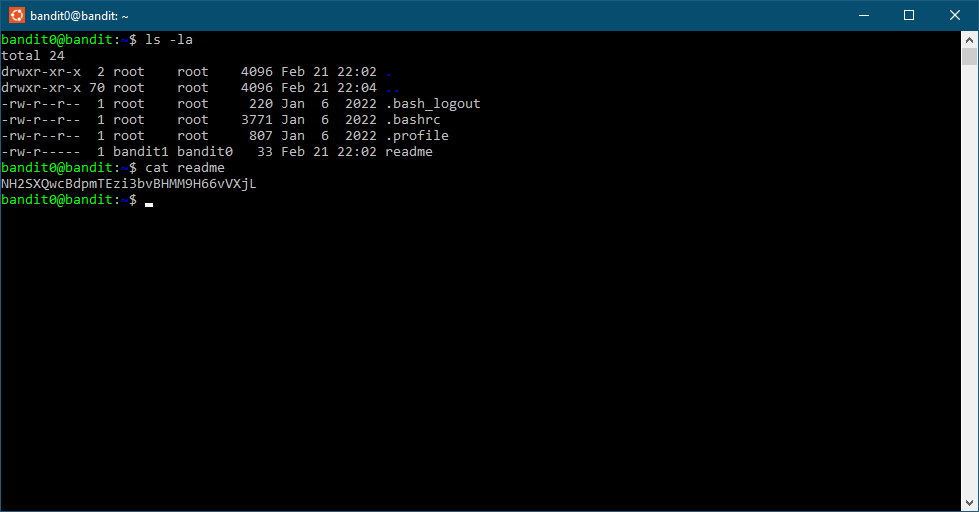 bandit0@bandit: ~
bandit0@bandit:~$ ls -la
total 24
drwxr-xr-x  2 root    root    4096 Feb 21 22:02 .
drwxr-xr-x 70 root    root    4096 Feb 21 22:04 ..
-rw-r--r--  1 root    root     220 Jan  6  2022 .bash_logout
-rw-r--r--  1 root    root    3771 Jan  6  2022 .bashrc
-rw-r--r--  1 root    root     807 Jan  6  2022 .profile
-rw-r-----  1 bandit1 bandit0   33 Feb 21 22:02 readme
bandit0@bandit:~$ cat readme
NH2SXQwcBdpmTEzi3bvBHMM9H66vVXjL
bandit0@bandit:~$